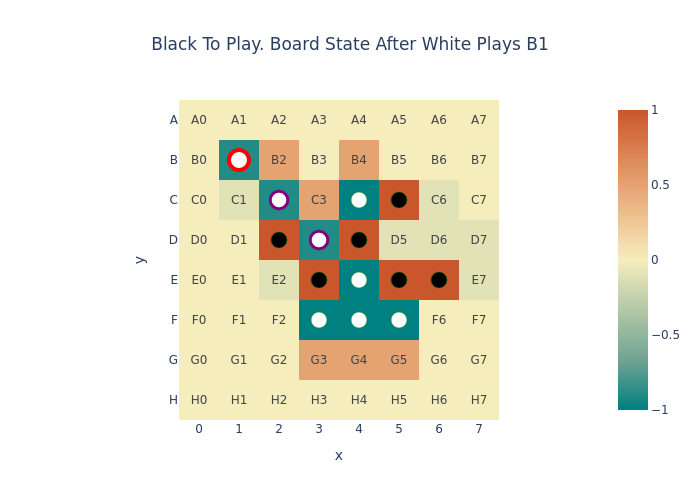 Black To Play. Board State After White Plays B1
A A0 A1 A2 A3 A4 A5 A6 A7
B B0 B2 B3 B4 B5 B6 B7
C C0 C1 C3 C6 C7
D D0 D1 D5 D6 D7
E E0 E1 E2 E7
F F0 F1 F2 F6 F7
G G0 G1 G2 G3 G4 G5 G6 G7
H H0 H1 H2 H3 H4 H5 H6 H7
0 1 2 3 4 5 6 7
x
y
1
0.5
0
−0.5
−1